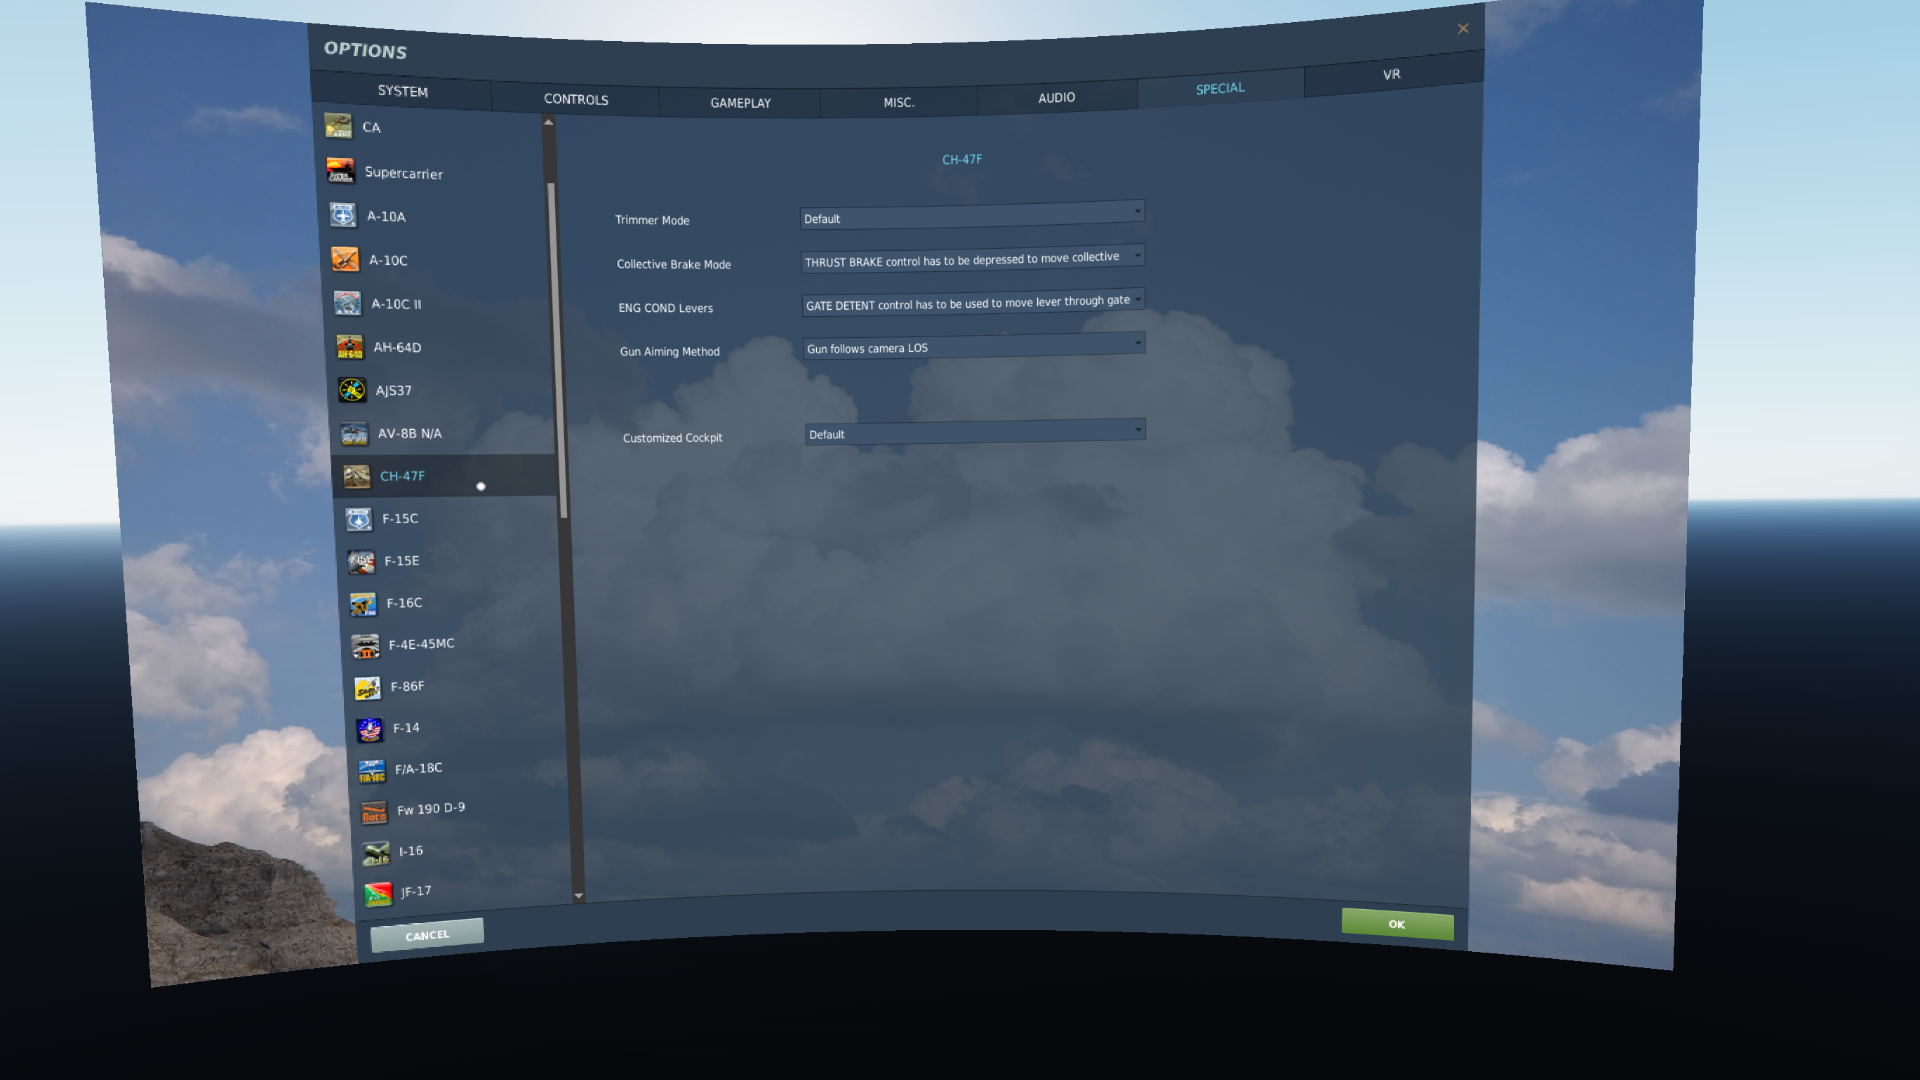 OPTIONS
SYSTEM
CONTROLS
GAMEPLAY
MISC.
AUDIO
SPECIAL
VR
CA
Supercarrier
A-10A
A-10C
A-10C II
AH-64D
AJS37
AV-8B N/A
CH-47F
F-15C
F-15E
F-16C
F-4E-45MC
F-86F
F-14
F/A-18C
Fw 190 D-9
I-16
JF-17
CH-47F
Trimmer Mode
Default
Collective Brake Mode
THRUST BRAKE control has to be depressed to move collective
ENG COND Levers
GATE DETENT control has to be used to move lever through gate
Gun Aiming Method
Gun follows camera LOS
Customized Cockpit
Default
CANCEL
OK